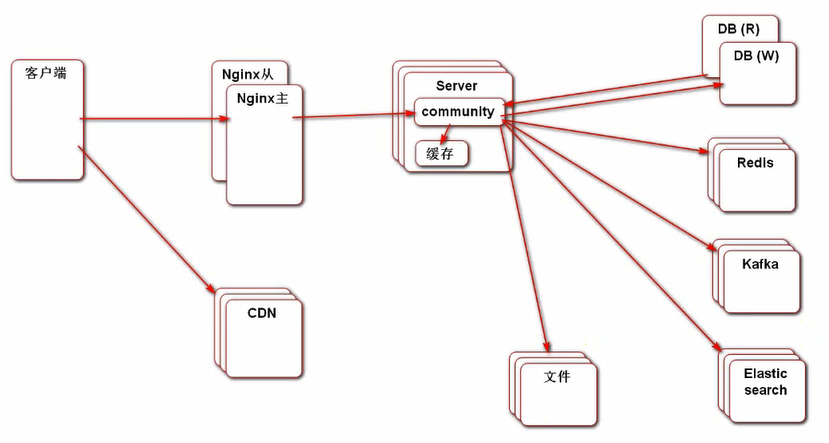 客户端
Nginx从
Nginx主
Server
community
缓存
DB (R)
DB (W)
Redis
Kafka
CDN
文件
Elastic
search